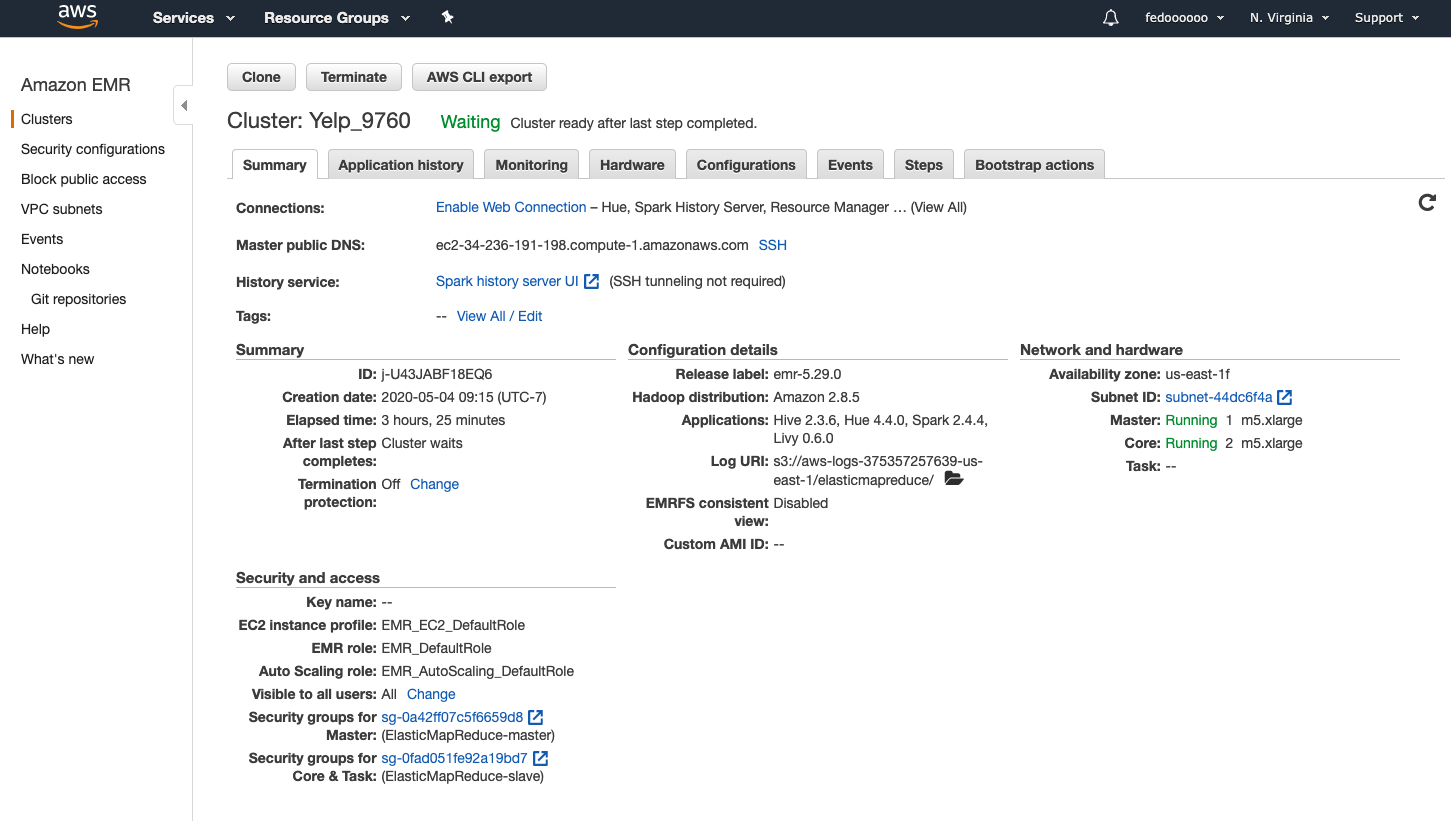 aws Services Resource Groups fedoooooo N. Virginia Support
Amazon EMR
Clusters
Security configurations
Block public access
VPC subnets
Events
Notebooks
Git repositories
Help
What's new
Clone Terminate AWS CLI export
Cluster: Yelp_9760 Waiting Cluster ready after last step completed.
Summary Application history Monitoring Hardware Configurations Events Steps Bootstrap actions
Connections: Enable Web Connection – Hue, Spark History Server, Resource Manager … (View All)
Master public DNS: ec2-34-236-191-198.compute-1.amazonaws.com SSH
History service: Spark history server UI (SSH tunneling not required)
Tags: -- View All / Edit
Summary
ID: j-U43JABF18EQ6
Creation date: 2020-05-04 09:15 (UTC-7)
Elapsed time: 3 hours, 25 minutes
After last step Cluster waits
completes:
Termination Off Change
protection:
Configuration details
Release label: emr-5.29.0
Hadoop distribution: Amazon 2.8.5
Applications: Hive 2.3.6, Hue 4.4.0, Spark 2.4.4,
Livy 0.6.0
Log URI: s3://aws-logs-375357257639-us-
east-1/elasticmapreduce/
EMRFS consistent Disabled
view:
Custom AMI ID: --
Network and hardware
Availability zone: us-east-1f
Subnet ID: subnet-44dc6f4a
Master: Running 1 m5.xlarge
Core: Running 2 m5.xlarge
Task: --
Security and access
Key name: --
EC2 instance profile: EMR_EC2_DefaultRole
EMR role: EMR_DefaultRole
Auto Scaling role: EMR_AutoScaling_DefaultRole
Visible to all users: All Change
Security groups for sg-0a42ff07c5f6659d8
Master: (ElasticMapReduce-master)
Security groups for sg-0fad051fe92a19bd7
Core & Task: (ElasticMapReduce-slave)